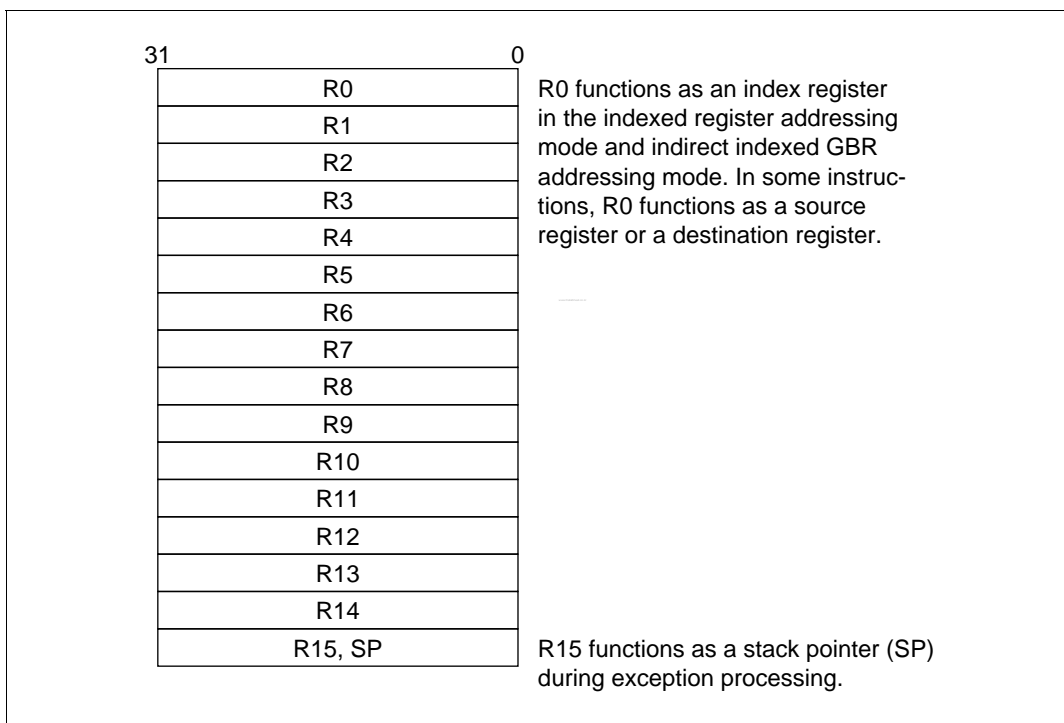 31 0
R0
R1
R2
R3
R4
R5
R6
R7
R8
R9
R10
R11
R12
R13
R14
R15, SP
R0 functions as an index register
in the indexed register addressing
mode and indirect indexed GBR
addressing mode. In some instruc-
tions, R0 functions as a source
register or a destination register.
R15 functions as a stack pointer (SP)
during exception processing.